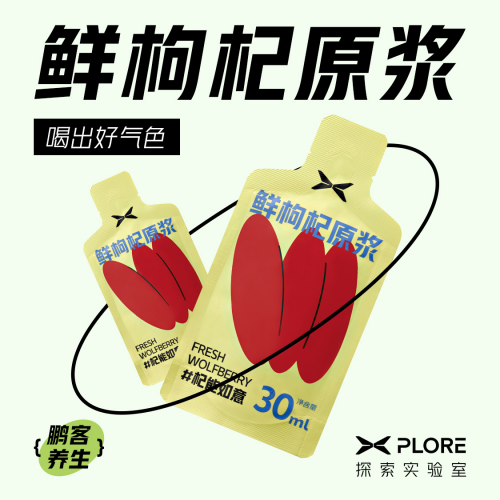 鲜枸杞原浆
喝出好气色
鲜枸杞原浆
FRESH
WOLFBERRY
#杞能如意
鲜枸杞原浆
FRESH
WOLFBERRY
#杞能如意
净含量
30ml
{鹏客
养生}
XPLORE
探索实验室